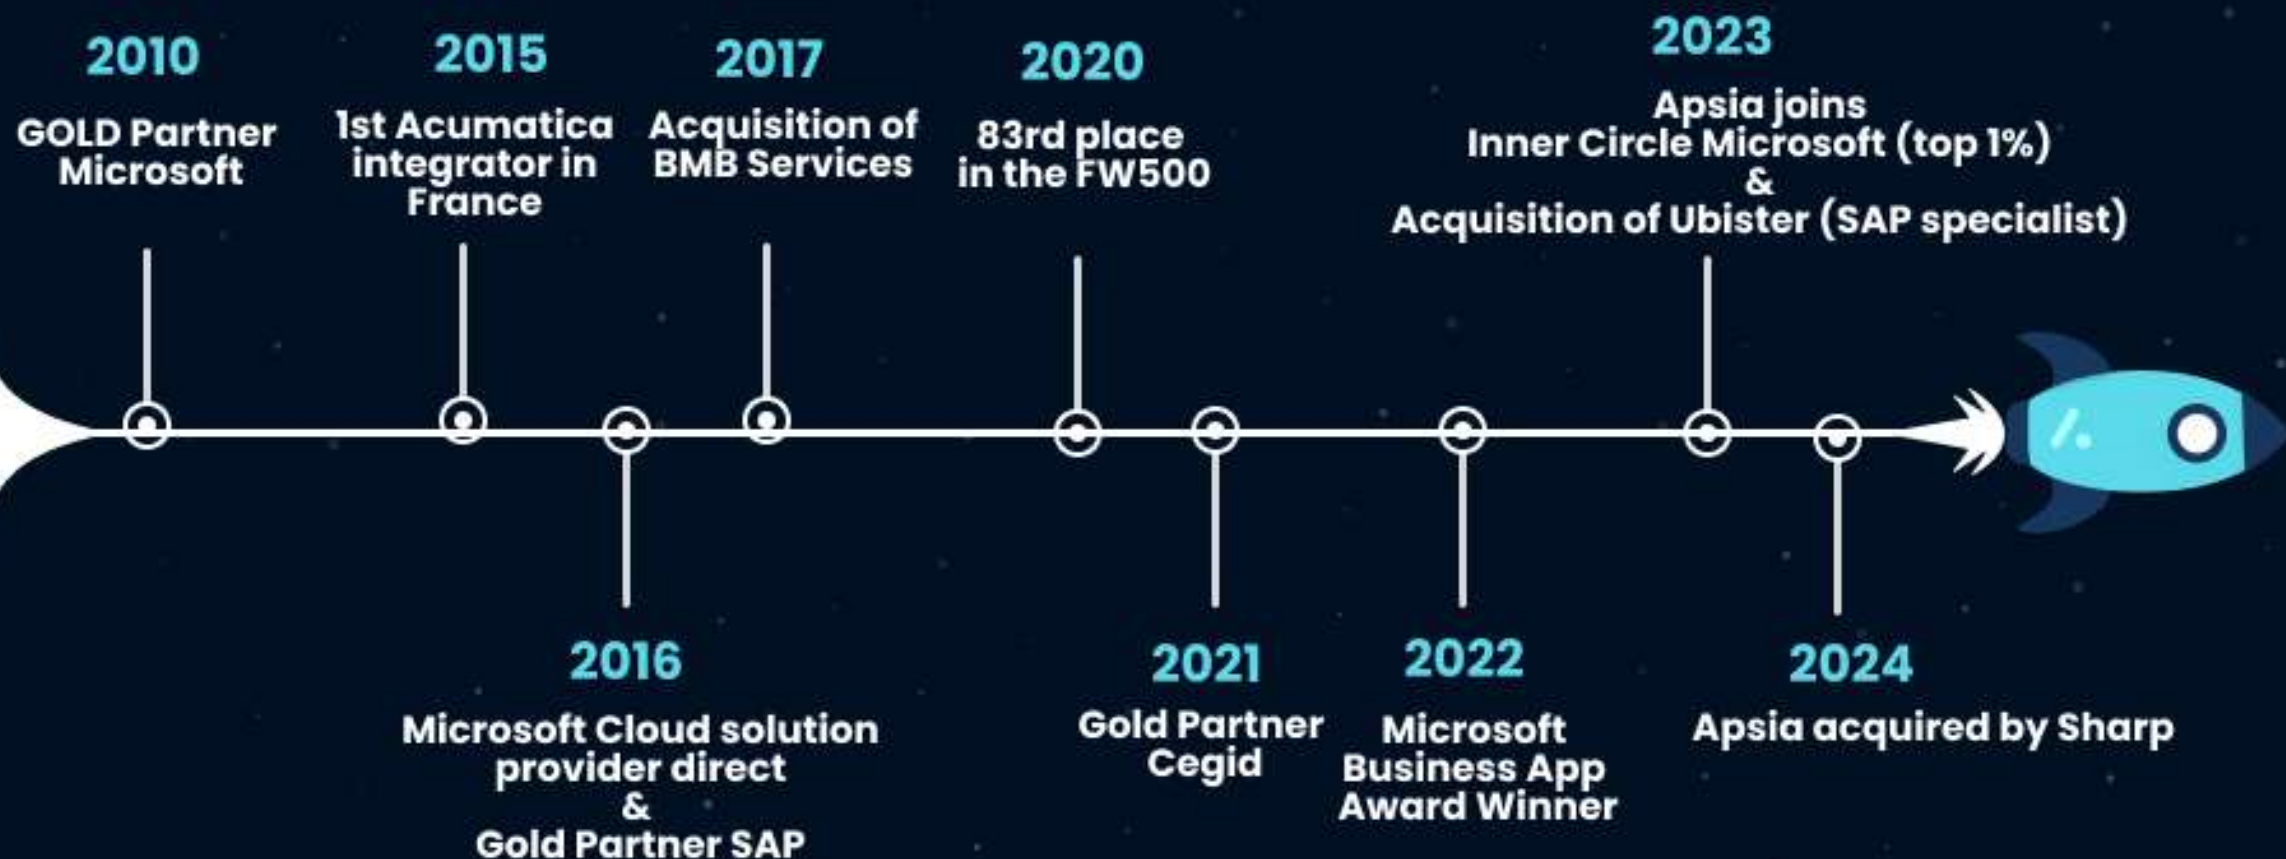 2010
GOLD Partner
Microsoft
2015
1st Acumatica
integrator in
France
2016
Microsoft Cloud solution
provider direct
&
Gold Partner SAP
2017
Acquisition of
BMB Services
2020
83rd place
in the FW500
2021
Gold Partner
Cegid
2022
Microsoft
Business App
Award Winner
2023
Apsia joins
Inner Circle Microsoft (top 1%)
&
Acquisition of Ubister (SAP specialist)
2024
Apsia acquired by Sharp